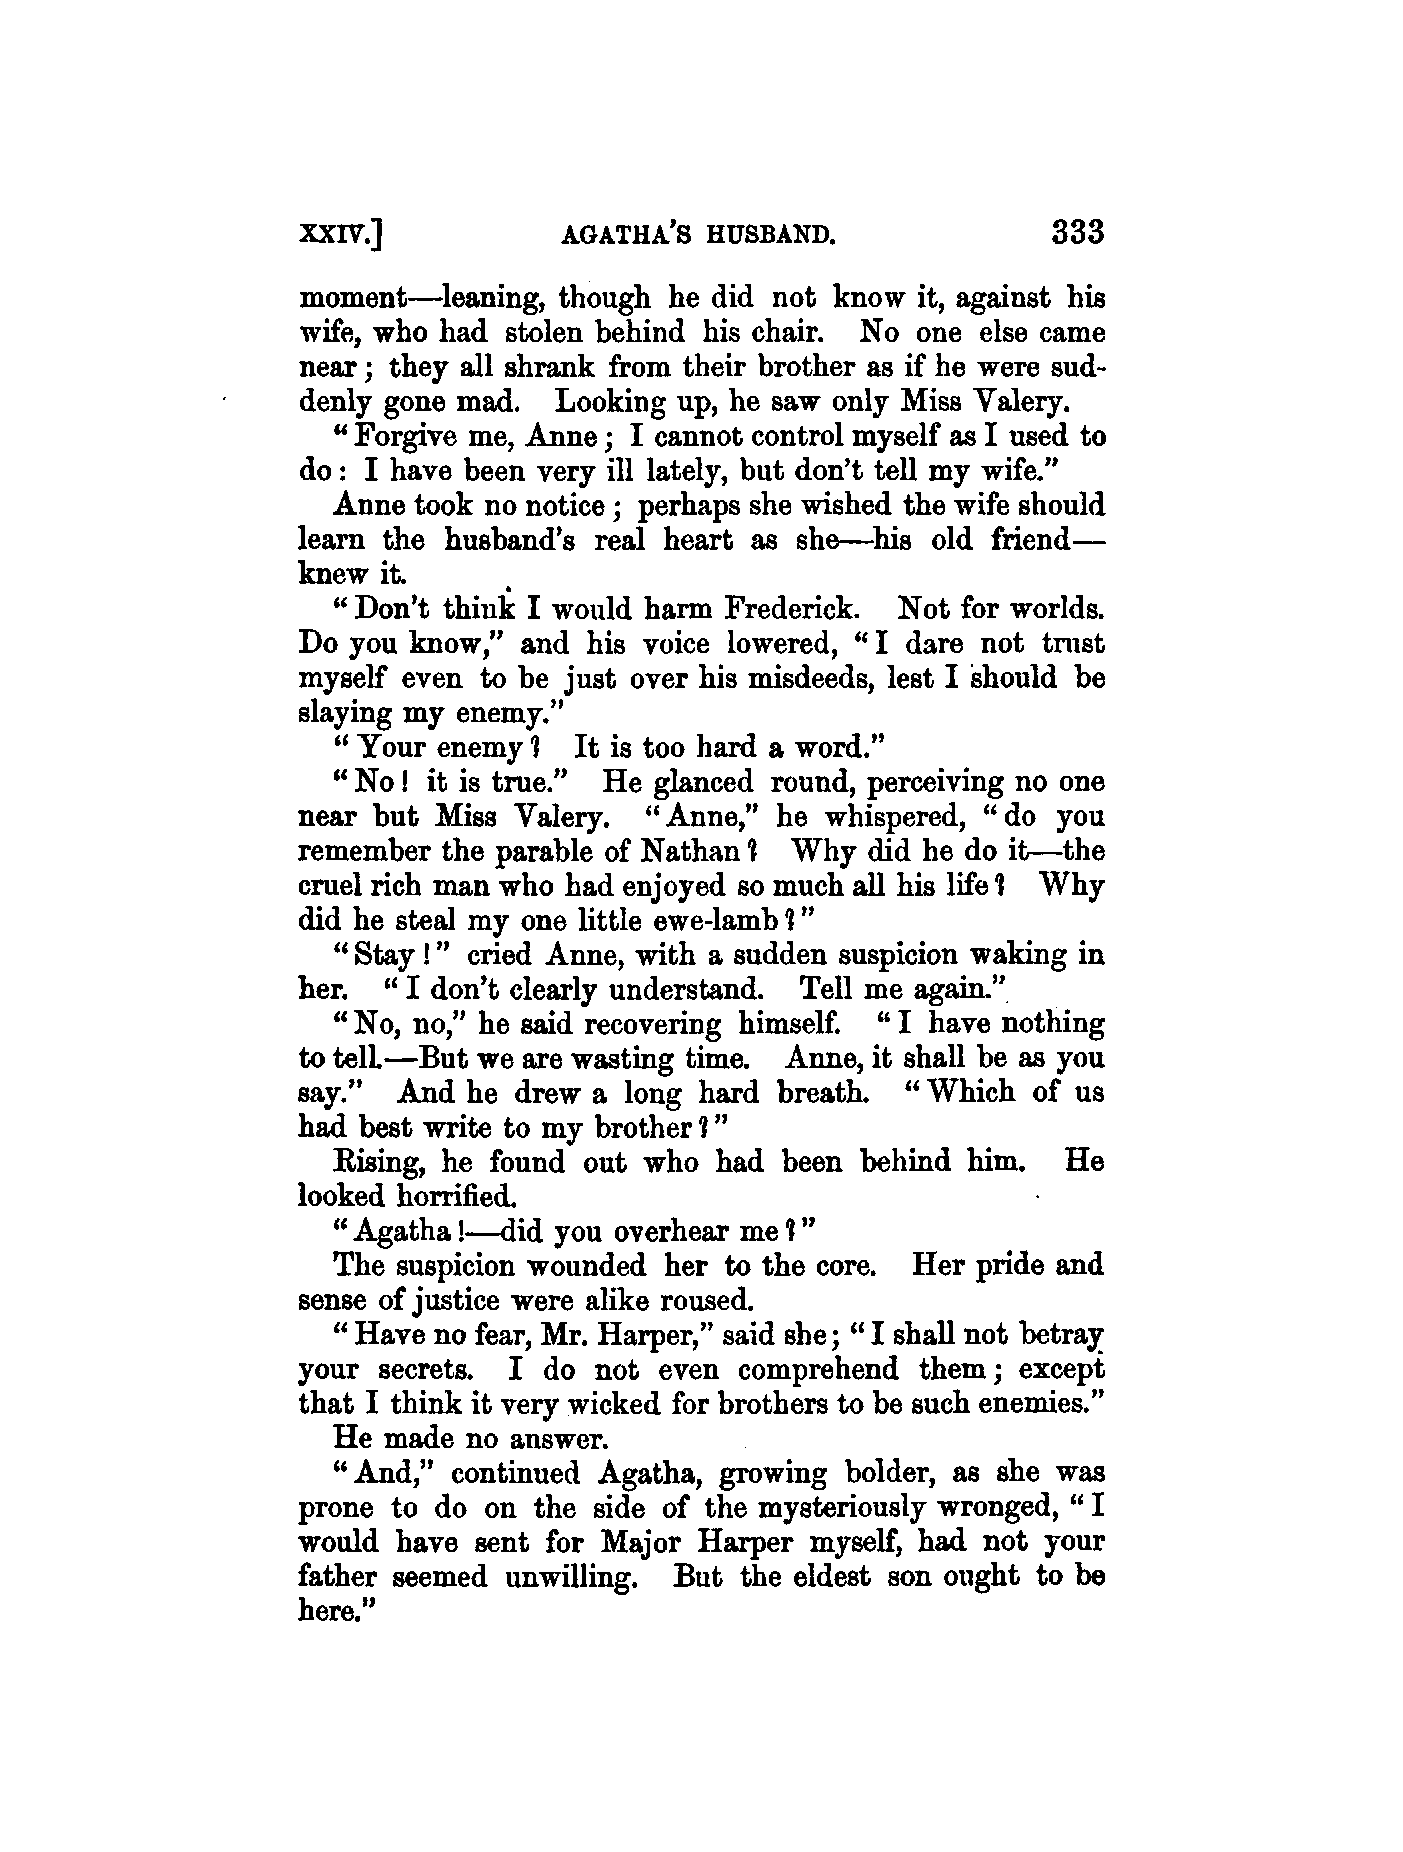 XXIV.] AGATHA'S HUSBAND. 333
moment—leaning, though he did not know it, against his
wife, who had stolen behind his chair. No one else came
near; they all shrank from their brother as if he were sud-
denly gone mad. Looking up, he saw only Miss Valery.
"Forgive me, Anne; I cannot control myself as I used to
do: I have been very ill lately, but don't tell my wife."
Anne took no notice; perhaps she wished the wife should
learn the husband's real heart as she—his old friend—
knew it.
"Don't think I would harm Frederick. Not for worlds.
Do you know," and his voice lowered, "I dare not trust
myself even to be just over his misdeeds, lest I should be
slaying my enemy."
"Your enemy? It is too hard a word."
"No! it is true." He glanced round, perceiving no one
near but Miss Valery. "Anne," he whispered, "do you
remember the parable of Nathan? Why did he do it—the
cruel rich man who had enjoyed so much all his life? Why
did he steal my one little ewe-lamb?"
"Stay!" cried Anne, with a sudden suspicion waking in
her. "I don't clearly understand. Tell me again."
"No, no," he said recovering himself. "I have nothing
to tell.—But we are wasting time. Anne, it shall be as you
say." And he drew a long hard breath. "Which of us
had best write to my brother?"
Rising, he found out who had been behind him. He
looked horrified.
"Agatha!—did you overhear me?"
The suspicion wounded her to the core. Her pride and
sense of justice were alike roused.
"Have no fear, Mr. Harper," said she; "I shall not betray
your secrets. I do not even comprehend them; except
that I think it very wicked for brothers to be such enemies."
He made no answer.
"And," continued Agatha, growing bolder, as she was
prone to do on the side of the mysteriously wronged, "I
would have sent for Major Harper myself, had not your
father seemed unwilling. But the eldest son ought to be
here."